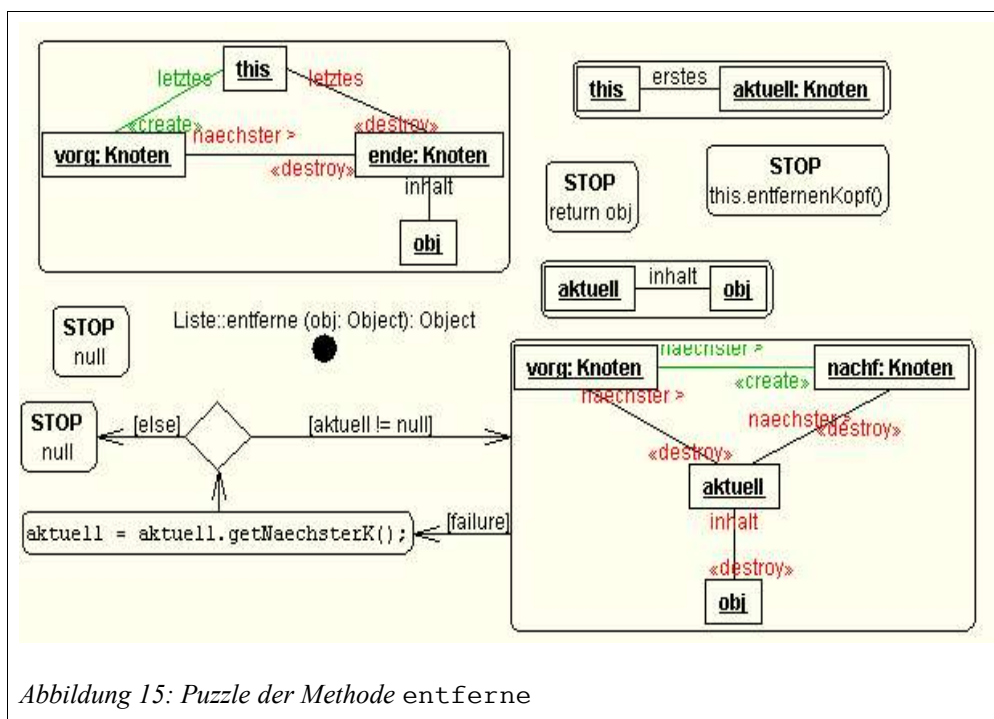 this
letztes
letztes
«create»
«destroy»
naechster >
vorg: Knoten
ende: Knoten
«destroy»
inhalt
obj
this
erstes
aktuell: Knoten
STOP
return obj
STOP
this.entfernenKopf()
aktuell
inhalt
obj
STOP
null
Liste::entferne (obj: Object): Object
naechster >
vorg: Knoten
nachf: Knoten
«create»
naechster >
naechster >
«destroy»
«destroy»
aktuell
inhalt
«destroy»
obj
STOP
null
[else]
[aktuell != null]
aktuell = aktuell.getNaechsterK();
[failure]
Abbildung 15: Puzzle der Methode entferne